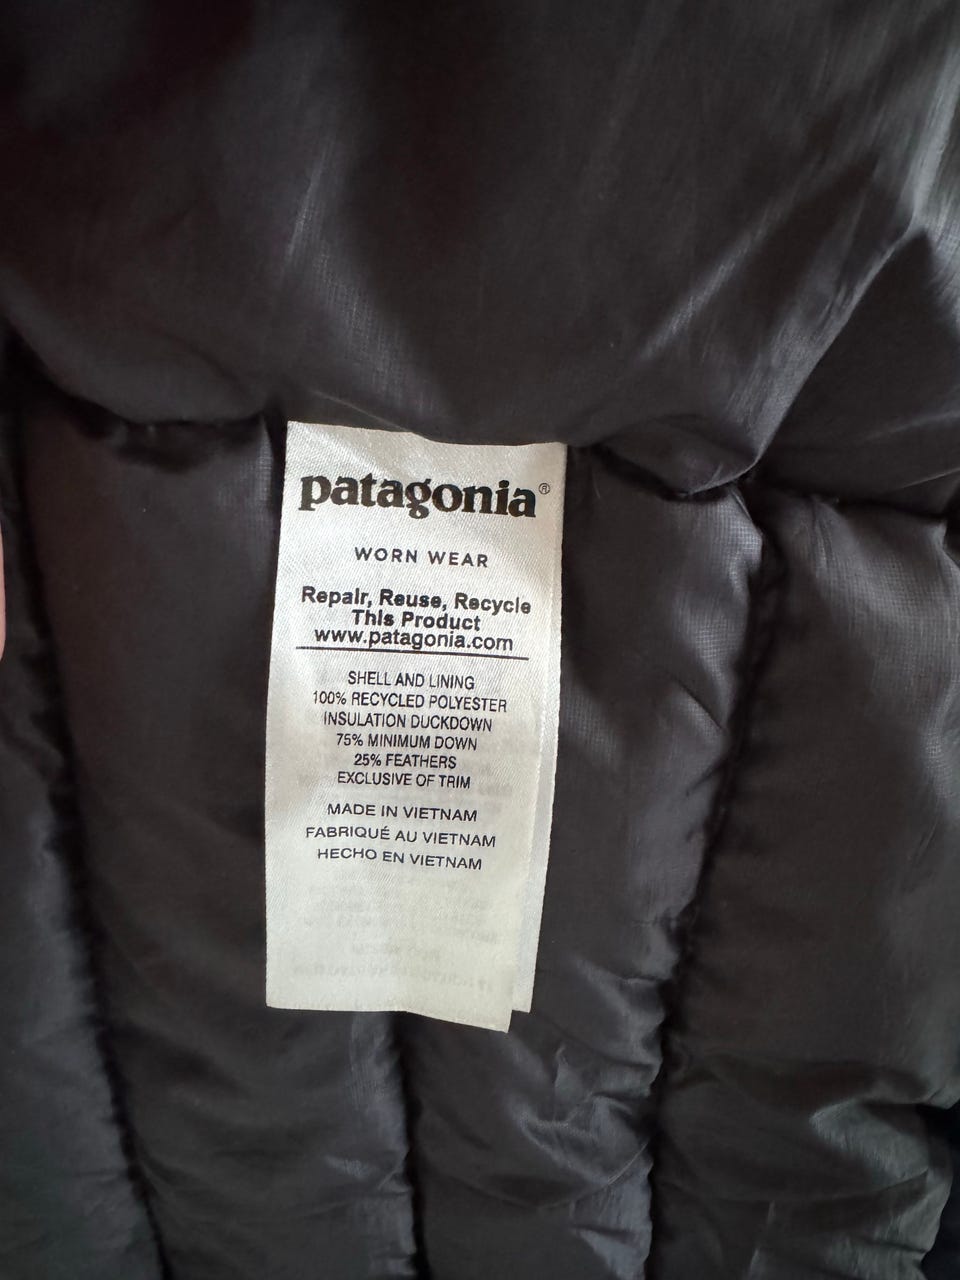 patagonia®
WORN WEAR
Repair, Reuse, Recycle
This Product
www.patagonia.com
SHELL AND LINING
100% RECYCLED POLYESTER
INSULATION DUCKDOWN
75% MINIMUM DOWN
25% FEATHERS
EXCLUSIVE OF TRIM
MADE IN VIETNAM
FABRIQUÉ AU VIETNAM
HECHO EN VIETNAM